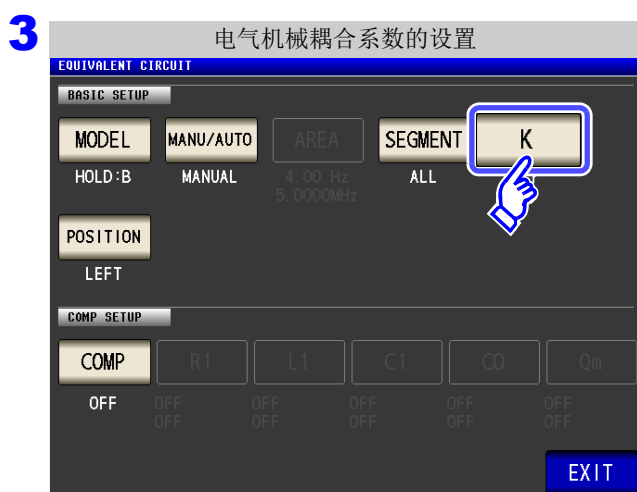 3
电气机械耦合系数的设置
EQUIVALENT CIRCUIT
BASIC SETUP
MODEL MANU/AUTO AREA SEGMENT K
HOLD:B MANUAL 4.00 Hz ALL
5.0000MHz
POSITION
LEFT
COMP SETUP
COMP R1 L1 C1 C0 Qm
OFF OFF OFF OFF OFF OFF
OFF OFF OFF OFF OFF
EXIT